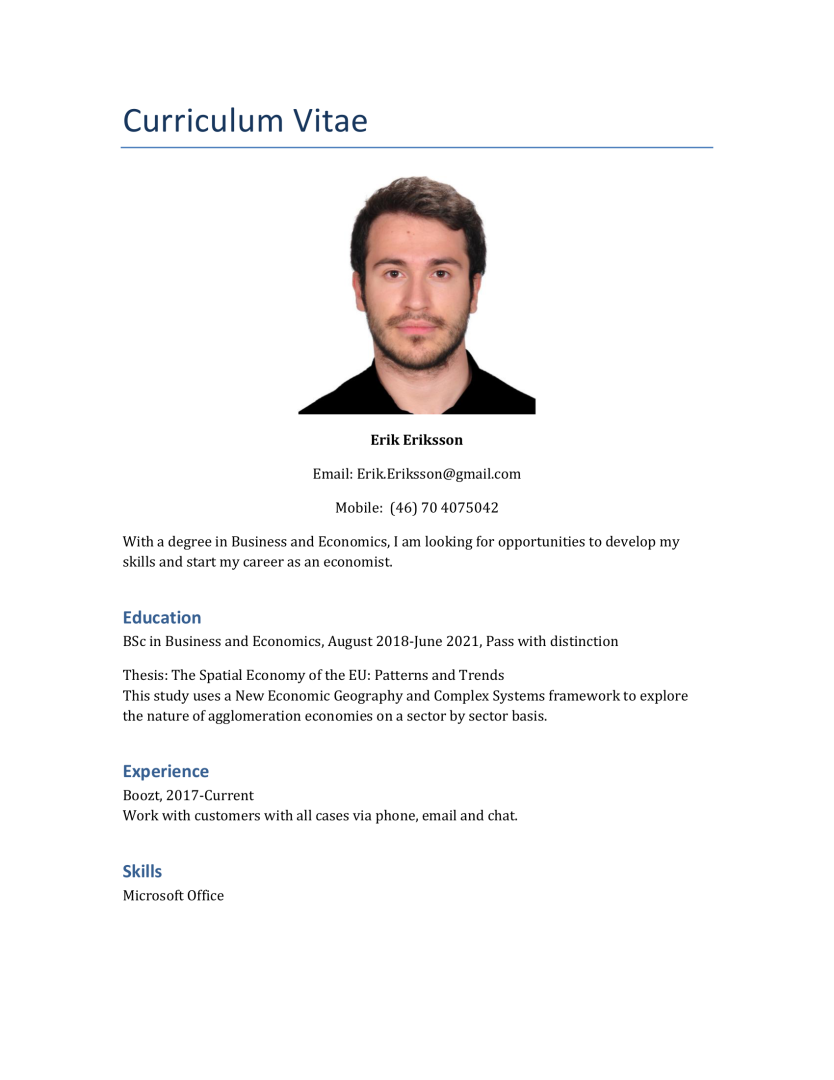 Curriculum Vitae
Erik Eriksson
Email: Erik.Eriksson@gmail.com
Mobile:  (46) 70 4075042
With a degree in Business and Economics, I am looking for opportunities to develop my
skills and start my career as an economist.
Education
BSc in Business and Economics, August 2018-June 2021, Pass with distinction
Thesis: The Spatial Economy of the EU: Patterns and Trends
This study uses a New Economic Geography and Complex Systems framework to explore
the nature of agglomeration economies on a sector by sector basis.
Experience
Boozt, 2017-Current
Work with customers with all cases via phone, email and chat.
Skills
Microsoft Office